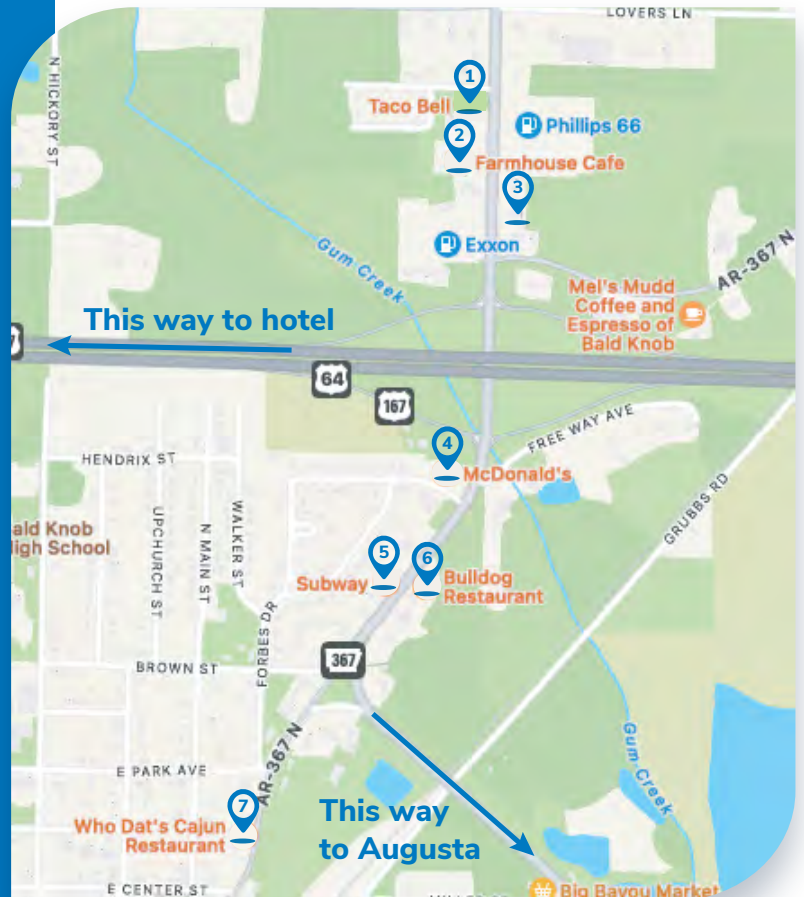 LOVERS LN
N HICKORY ST
1
Taco Bell
Phillips 66
2
Farmhouse Cafe
3
Exxon
Gum Creek
AR-367 N
Mel's Mudd
Coffee and
Espresso of
Bald Knob
This way to hotel
64
167
FREE WAY AVE
HENDRIX ST
4
McDonald's
GRUBBS RD
ald Knob
igh School
UPCHURCH ST
N MAIN ST
WALKER ST
5
Subway
6
Bulldog
Restaurant
FORBES DR
BROWN ST
367
AR-367 N
Gum Creek
E PARK AVE
7
Who Dat's Cajun
Restaurant
This way
to Augusta
E CENTER ST
Big Bayou Market